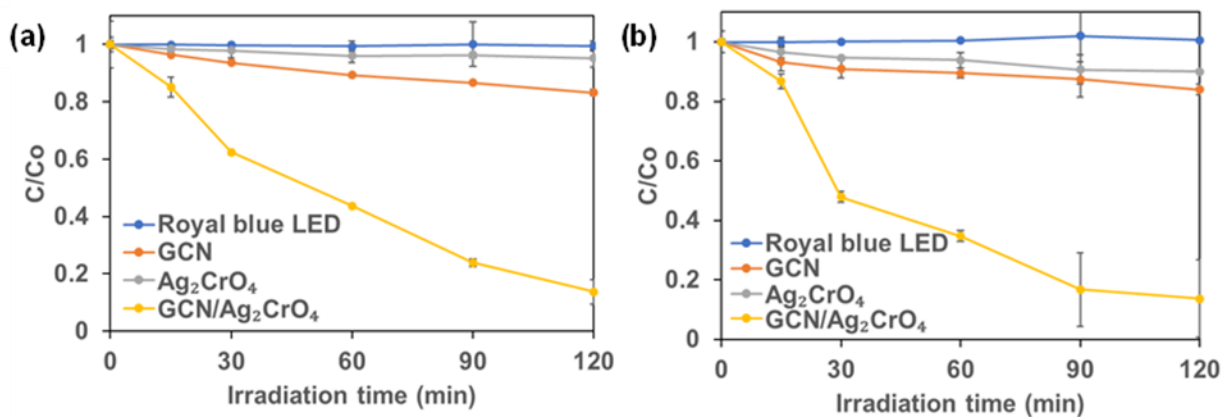 (a)
C/Co
1
0.8
0.6
0.4
0.2
0
Royal blue LED
GCN
Ag₂CrO₄
GCN/Ag₂CrO₄
0 30 60 90 120
Irradiation time (min)
(b)
C/Co
1
0.8
0.6
0.4
0.2
0
Royal blue LED
GCN
Ag₂CrO₄
GCN/Ag₂CrO₄
0 30 60 90 120
Irradiation time (min)